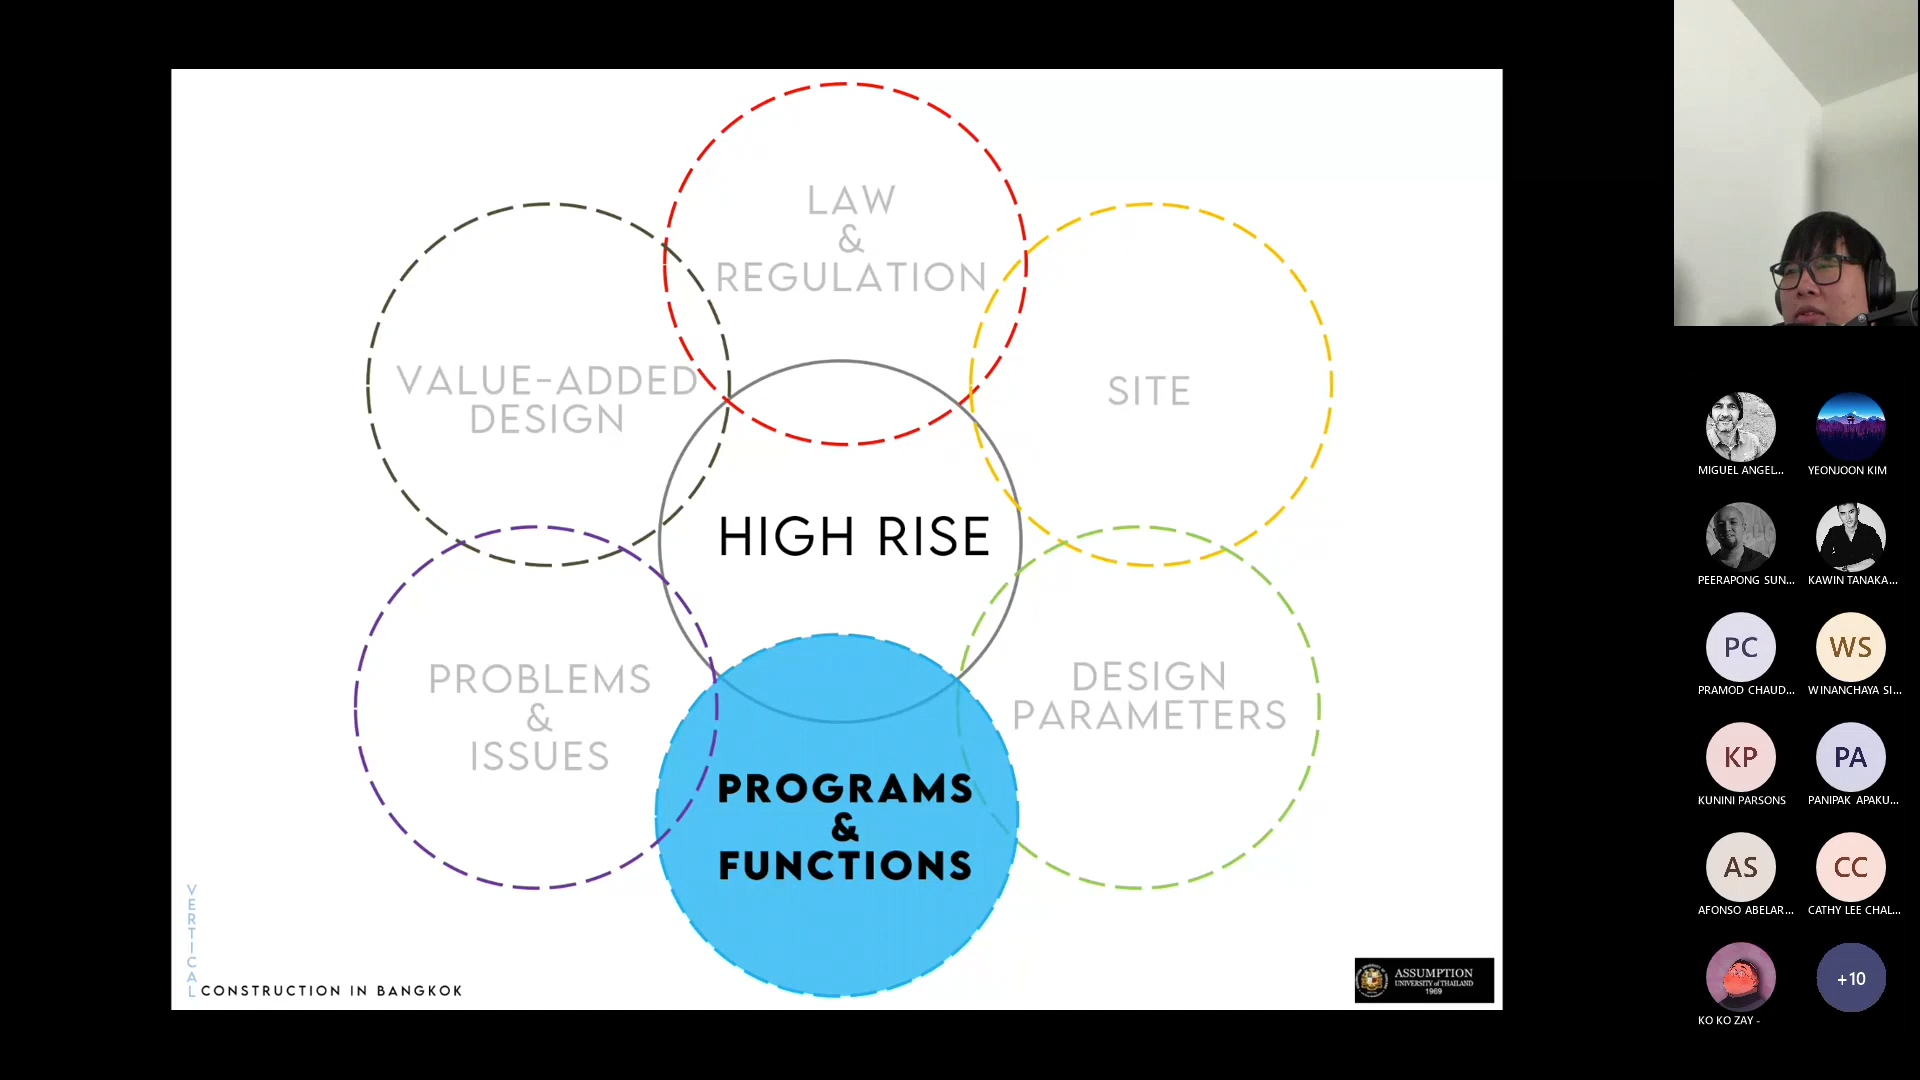 LAW
&
REGULATION
VALUE-ADDED
DESIGN
SITE
HIGH RISE
PROBLEMS
&
ISSUES
DESIGN
PARAMETERS
PROGRAMS
&
FUNCTIONS
VERTICAL
CONSTRUCTION IN BANGKOK
ASSUMPTION
UNIVERSITY of THAILAND
1969
MIGUEL ANGEL...
YEONJOON KIM
PEERAPONG SUN...
KAWIN TANAKA...
PC
WS
PRAMOD CHAUD...
WINANCHAYA SI...
KP
PA
KUNINI PARSONS
PANIPAK APAKU...
AS
CC
AFONSO ABELAR...
CATHY LEE CHAL...
+10
KO KO ZAY -